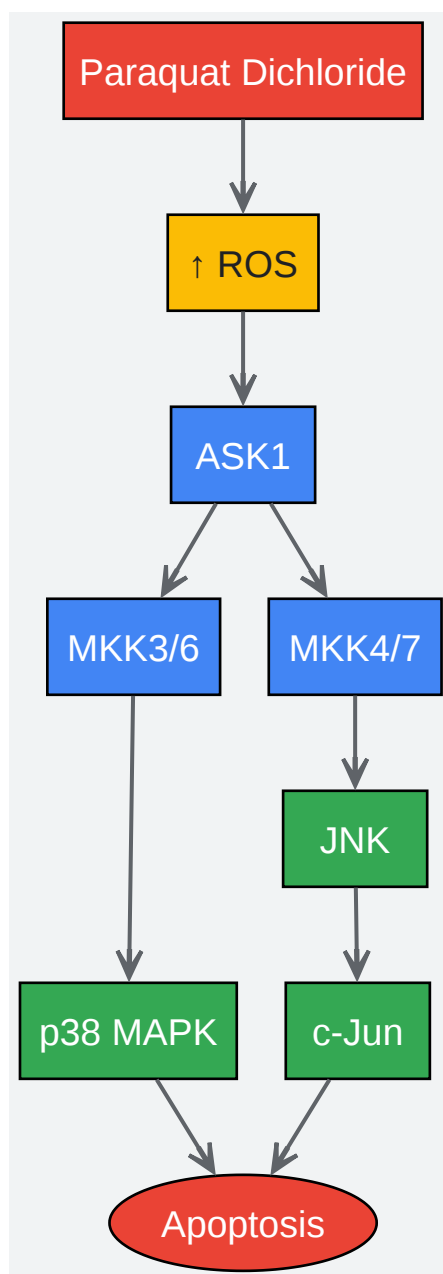 Paraquat Dichloride
↑ ROS
ASK1
MKK3/6
MKK4/7
JNK
p38 MAPK
c-Jun
Apoptosis